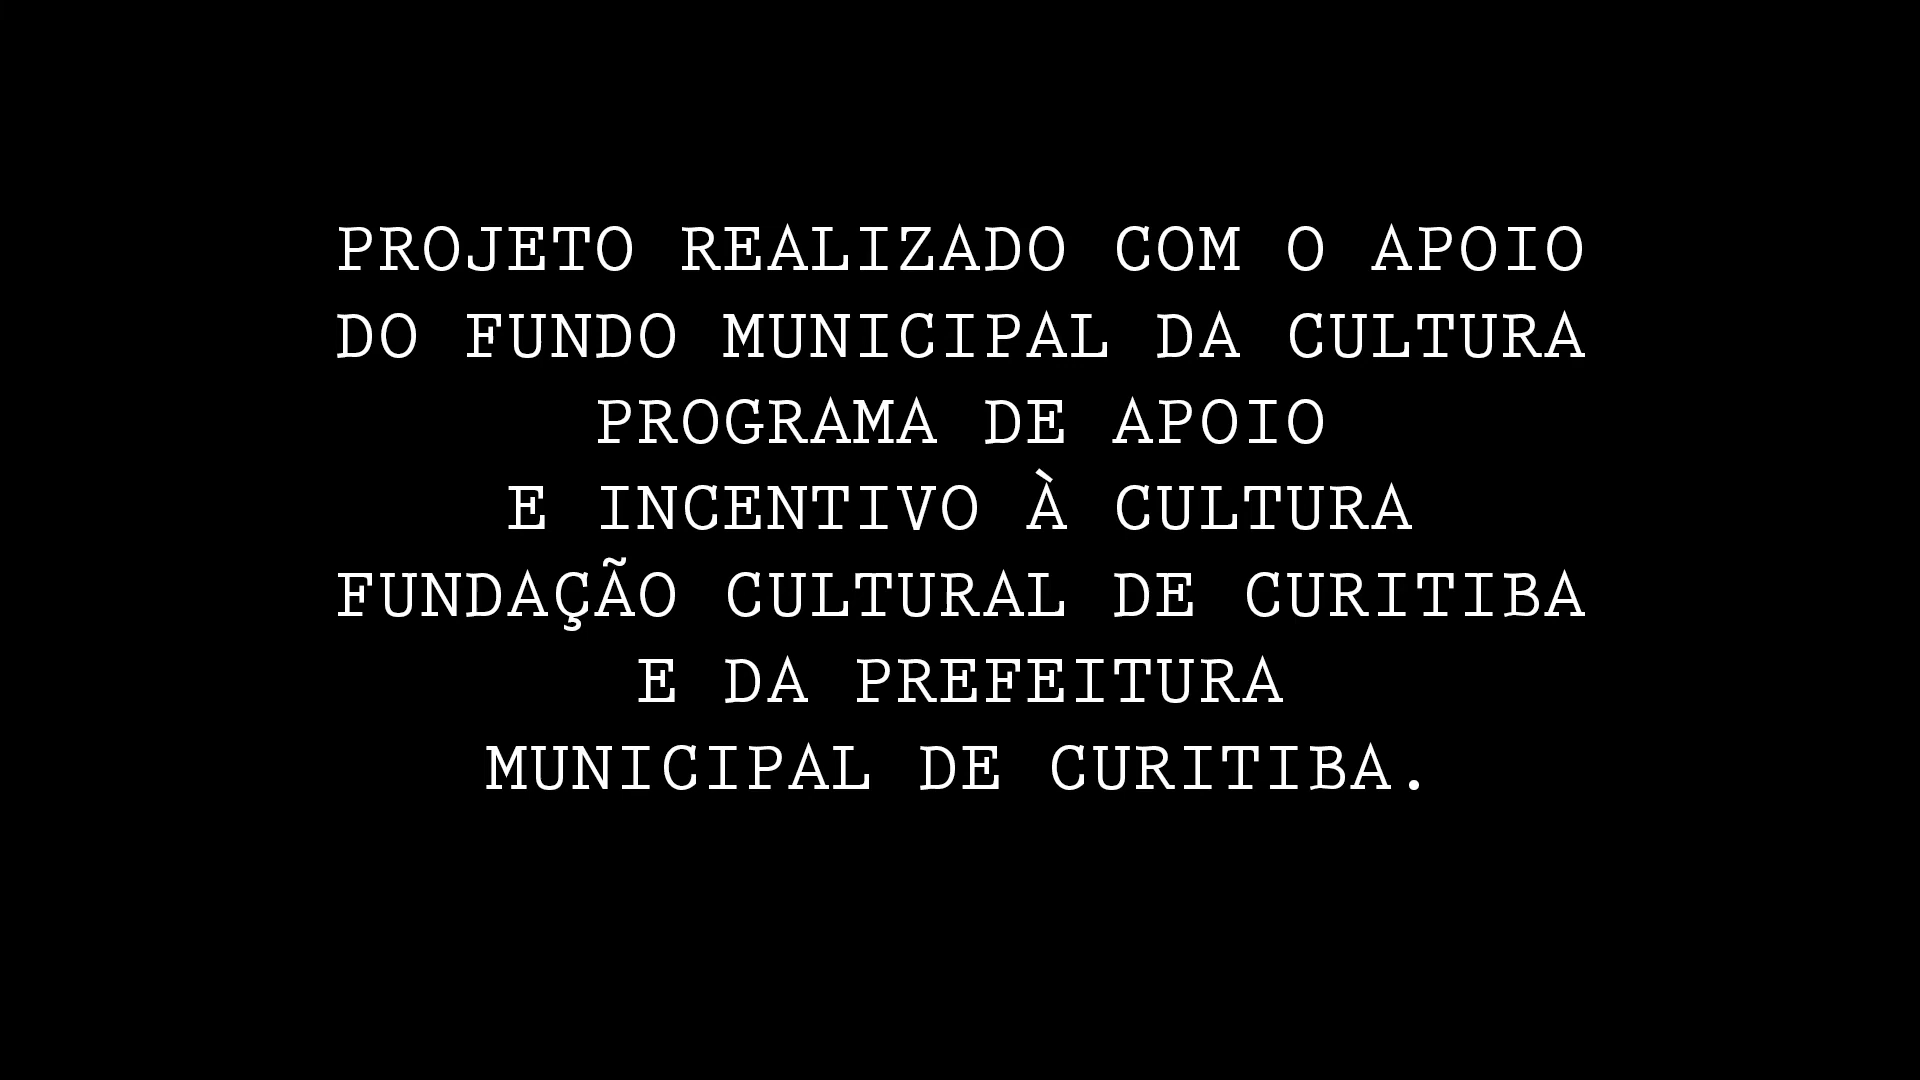 PROJETO REALIZADO COM O APOIO
DO FUNDO MUNICIPAL DA CULTURA
PROGRAMA DE APOIO
E INCENTIVO À CULTURA
FUNDAÇÃO CULTURAL DE CURITIBA
E DA PREFEITURA
MUNICIPAL DE CURITIBA.